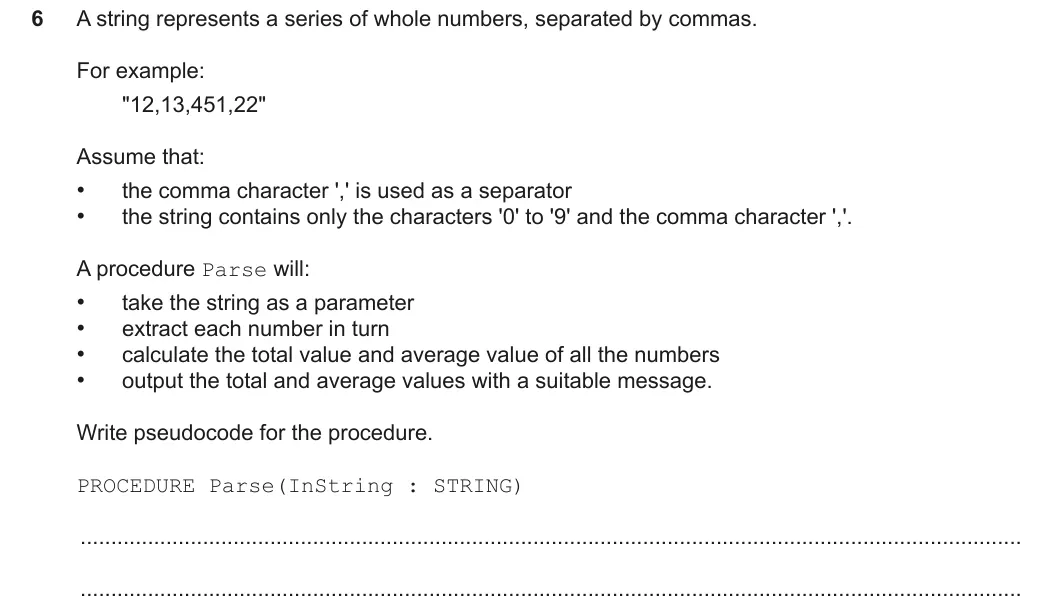 6 A string represents a series of whole numbers, separated by commas.
For example:
"12,13,451,22"
Assume that:
• the comma character ',' is used as a separator
• the string contains only the characters '0' to '9' and the comma character ','.
A procedure Parse will:
• take the string as a parameter
• extract each number in turn
• calculate the total value and average value of all the numbers
• output the total and average values with a suitable message.
Write pseudocode for the procedure.
PROCEDURE Parse(InString : STRING)